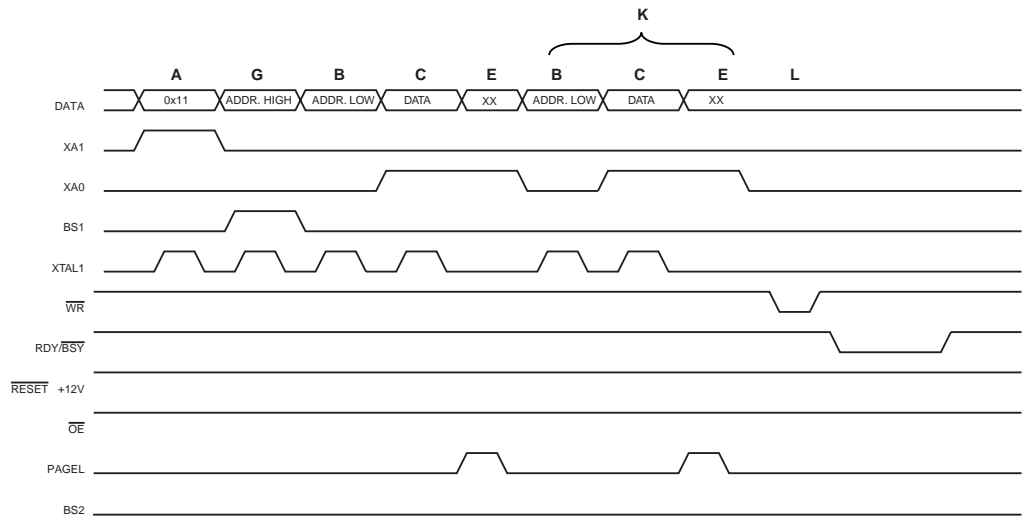 K
A G B C E B C E L
DATA 0x11 ADDR. HIGH ADDR. LOW DATA XX ADDR. LOW DATA XX
XA1
XA0
BS1
XTAL1
WR
RDY/BSY
RESET +12V
OE
PAGEL
BS2